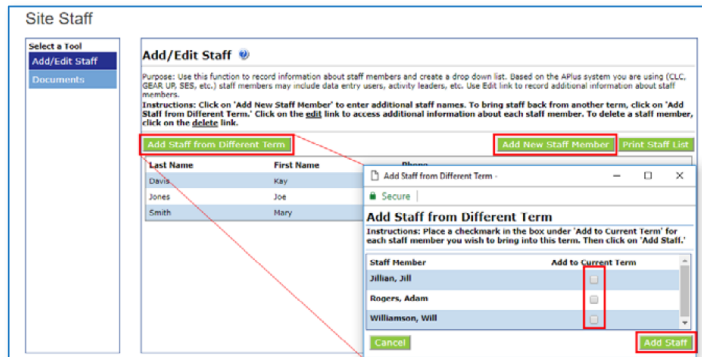 Site Staff
Select a Tool
Add/Edit Staff
Documents
Add/Edit Staff
Purpose: Use this function to record information about staff members and create a drop down list. Based on the APlus system you are using (CLC,
GEAR UP, SES, etc.) staff members may include data entry users, activity leaders, etc. Use Edit link to record additional information about staff
members.
Instructions: Click on 'Add New Staff Member' to enter additional staff names. To bring staff back from another term, click on 'Add
Staff from Different Term.' Click on the edit link to access additional information about each staff member. To delete a staff member,
click on the delete link.
Add Staff from Different Term
Add New Staff Member
Print Staff List
Last Name First Name Phone
Davis Kay
Jones Joe
Smith Mary
Add Staff from Different Term -
Secure
Add Staff from Different Term
Instructions: Place a checkmark in the box under 'Add to Current Term' for
each staff member you wish to bring into this term. Then click on 'Add Staff.'
Staff Member Add to Current Term
Jillian, Jill
Rogers, Adam
Williamson, Will
Cancel
Add Staff